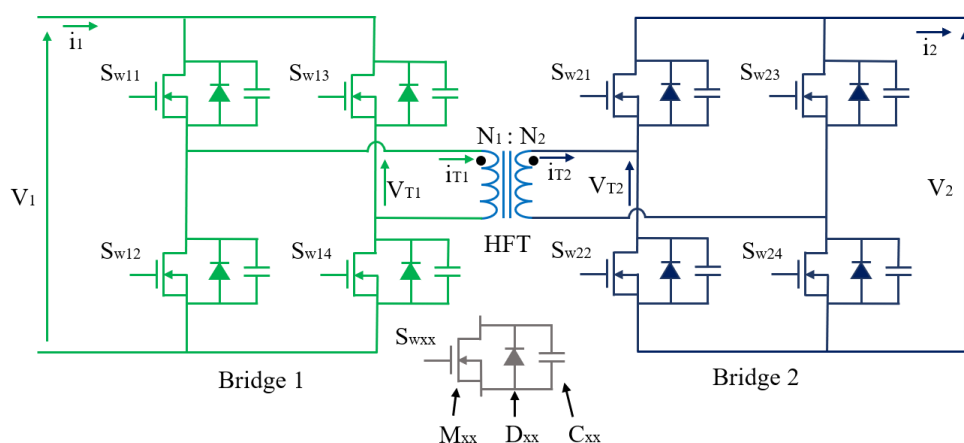 i1
i2
Sw11
Sw13
Sw21
Sw23
N1 : N2
iT1
iT2
V1
VT1
VT2
V2
HFT
Sw12
Sw14
Sw22
Sw24
Swxx
Bridge 1
Bridge 2
Mxx
Dxx
Cxx